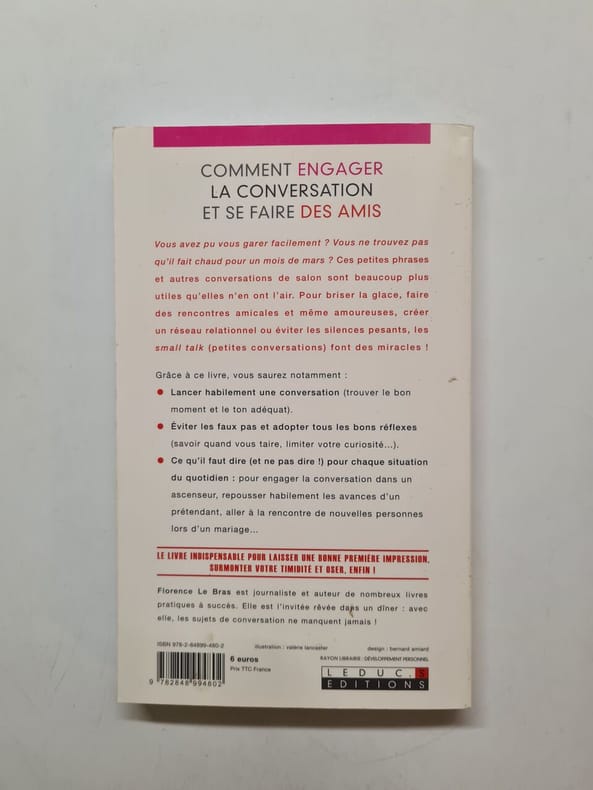 COMMENT ENGAGER
LA CONVERSATION
ET SE FAIRE DES AMIS
Vous avez pu vous garer facilement ? Vous ne trouvez pas
qu'il fait chaud pour un mois de mars ? Ces petites phrases
et autres conversations de salon sont beaucoup plus
utiles qu'elles n'en ont l'air. Pour briser la glace, faire
des rencontres amicales et même amoureuses, créer
un réseau relationnel ou éviter les silences pesants, les
small talk (petites conversations) font des miracles !
Grâce à ce livre, vous saurez notamment :
● Lancer habilement une conversation (trouver le bon
moment et le ton adéquat).
● Éviter les faux pas et adopter tous les bons réflexes
(savoir quand vous taire, limiter votre curiosité...).
● Ce qu'il faut dire (et ne pas dire !) pour chaque situation
du quotidien : pour engager la conversation dans un
ascenseur, repousser habilement les avances d'un
prétendant, aller à la rencontre de nouvelles personnes
lors d'un mariage...
LE LIVRE INDISPENSABLE POUR LAISSER UNE BONNE PREMIÈRE IMPRESSION,
SURMONTER VOTRE TIMIDITÉ ET OSER, ENFIN !
Florence Le Bras est journaliste et auteur de nombreux livres
pratiques à succès. Elle est l'invitée rêvée dans un dîner : avec
elle, les sujets de conversation ne manquent jamais !
ISBN 978-2-84899-460-2 illustration : valérie lancaster design : bernard amiard
6 euros
Prix TTC France
RAYON LIBRAIRIE : DÉVELOPPEMENT PERSONNEL
LEDUC.S
EDITIONS
9 782848 994602